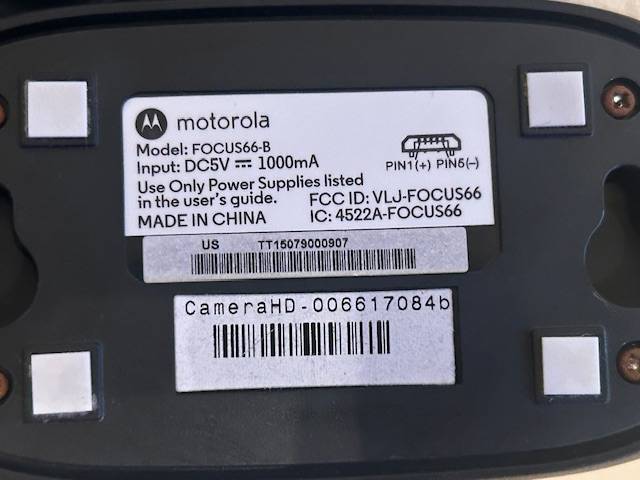 motorola
Model: FOCUS66-B
Input: DC5V ⎓ 1000mA
PIN1(+) PIN5(-)
Use Only Power Supplies listed
in the user's guide.
FCC ID: VLJ-FOCUS66
MADE IN CHINA
IC: 4522A-FOCUS66
US TT15079000907
CameraHD-006617084b